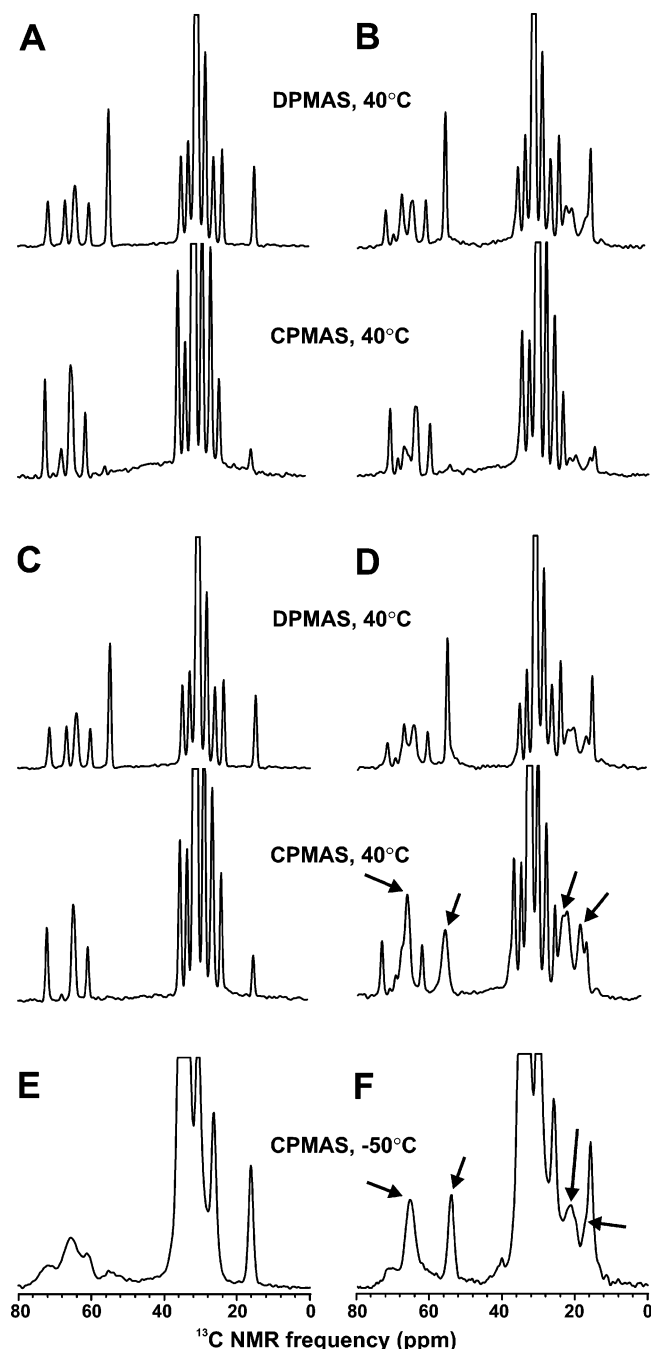 A B
DPMAS, 40°C
CPMAS, 40°C
C D
DPMAS, 40°C
CPMAS, 40°C
E F
CPMAS, -50°C
80 60 40 20 0 80 60 40 20 0
¹³C NMR frequency (ppm)